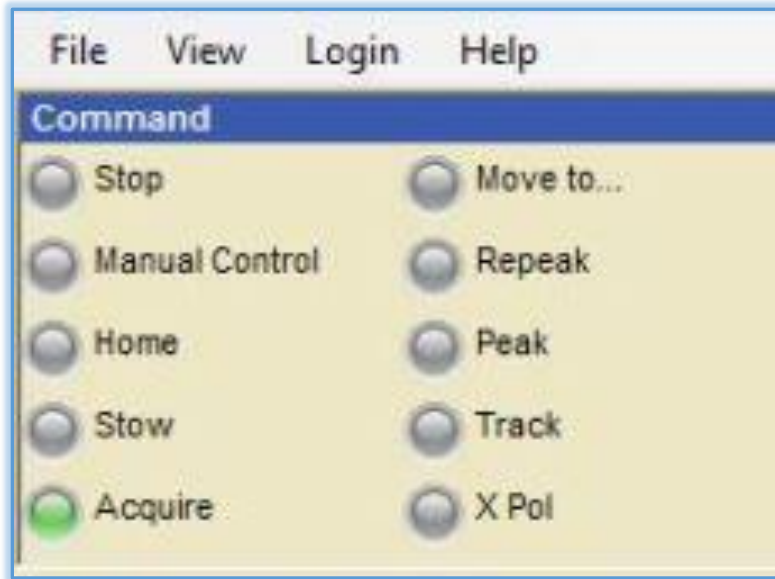 File View Login Help
Command
Stop Move to...
Manual Control Repeak
Home Peak
Stow Track
Acquire X Pol